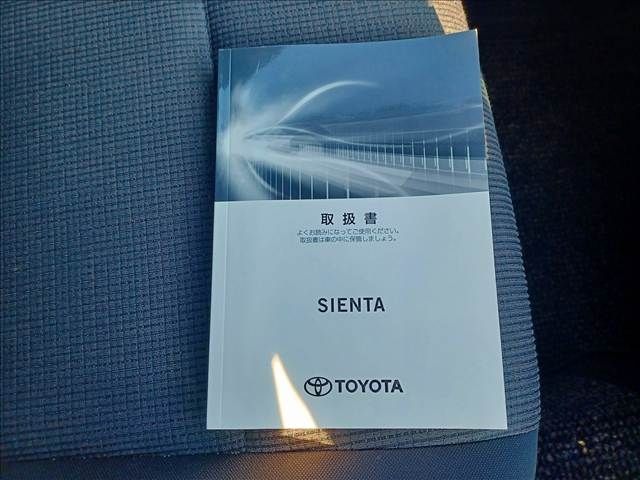 取扱書
よくお読みになってご使用ください。
取扱書は車の中に保管しましょう。
SIENTA
TOYOTA